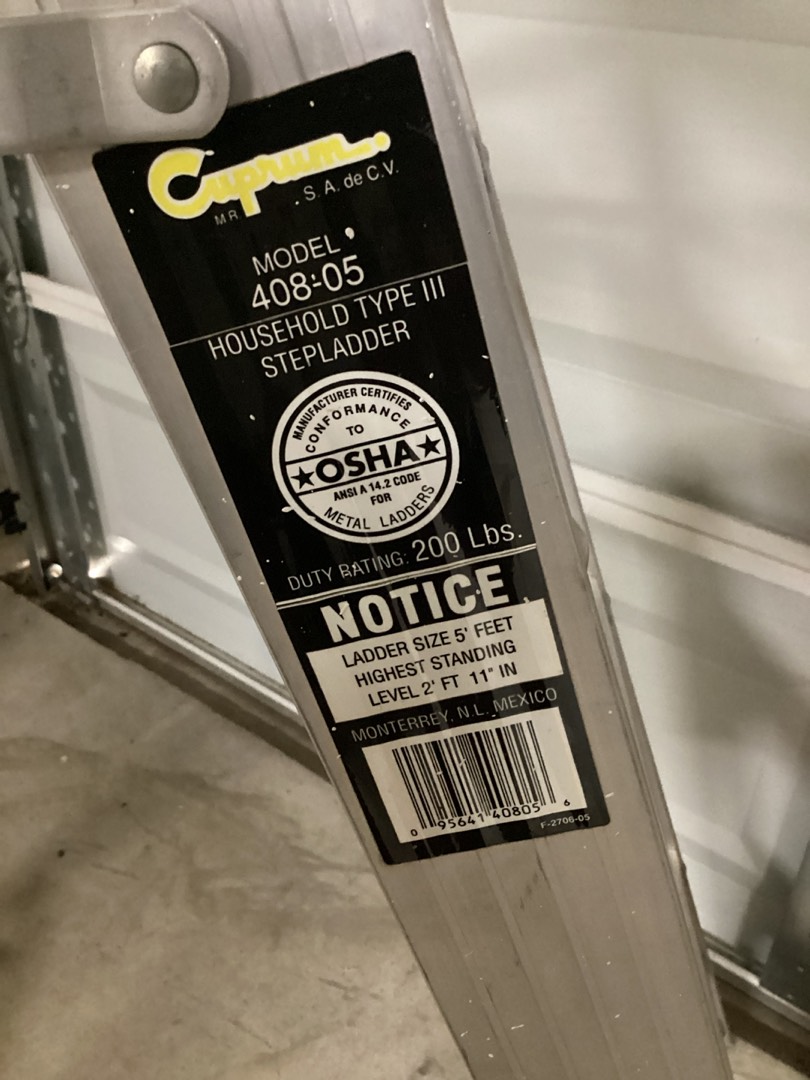 Cuprum.
M.R. S.A. de C.V.
MODEL
408-05
HOUSEHOLD TYPE III
STEPLADDER
MANUFACTURER CERTIFIES
CONFORMANCE
TO
★OSHA★
ANSI A 14.2 CODE
FOR
METAL LADDERS
DUTY RATING: 200 Lbs.
NOTICE
LADDER SIZE 5' FEET
HIGHEST STANDING
LEVEL 2' FT 11" IN
MONTERREY, N.L. MEXICO
0 95641 40805 6
F-2706-05